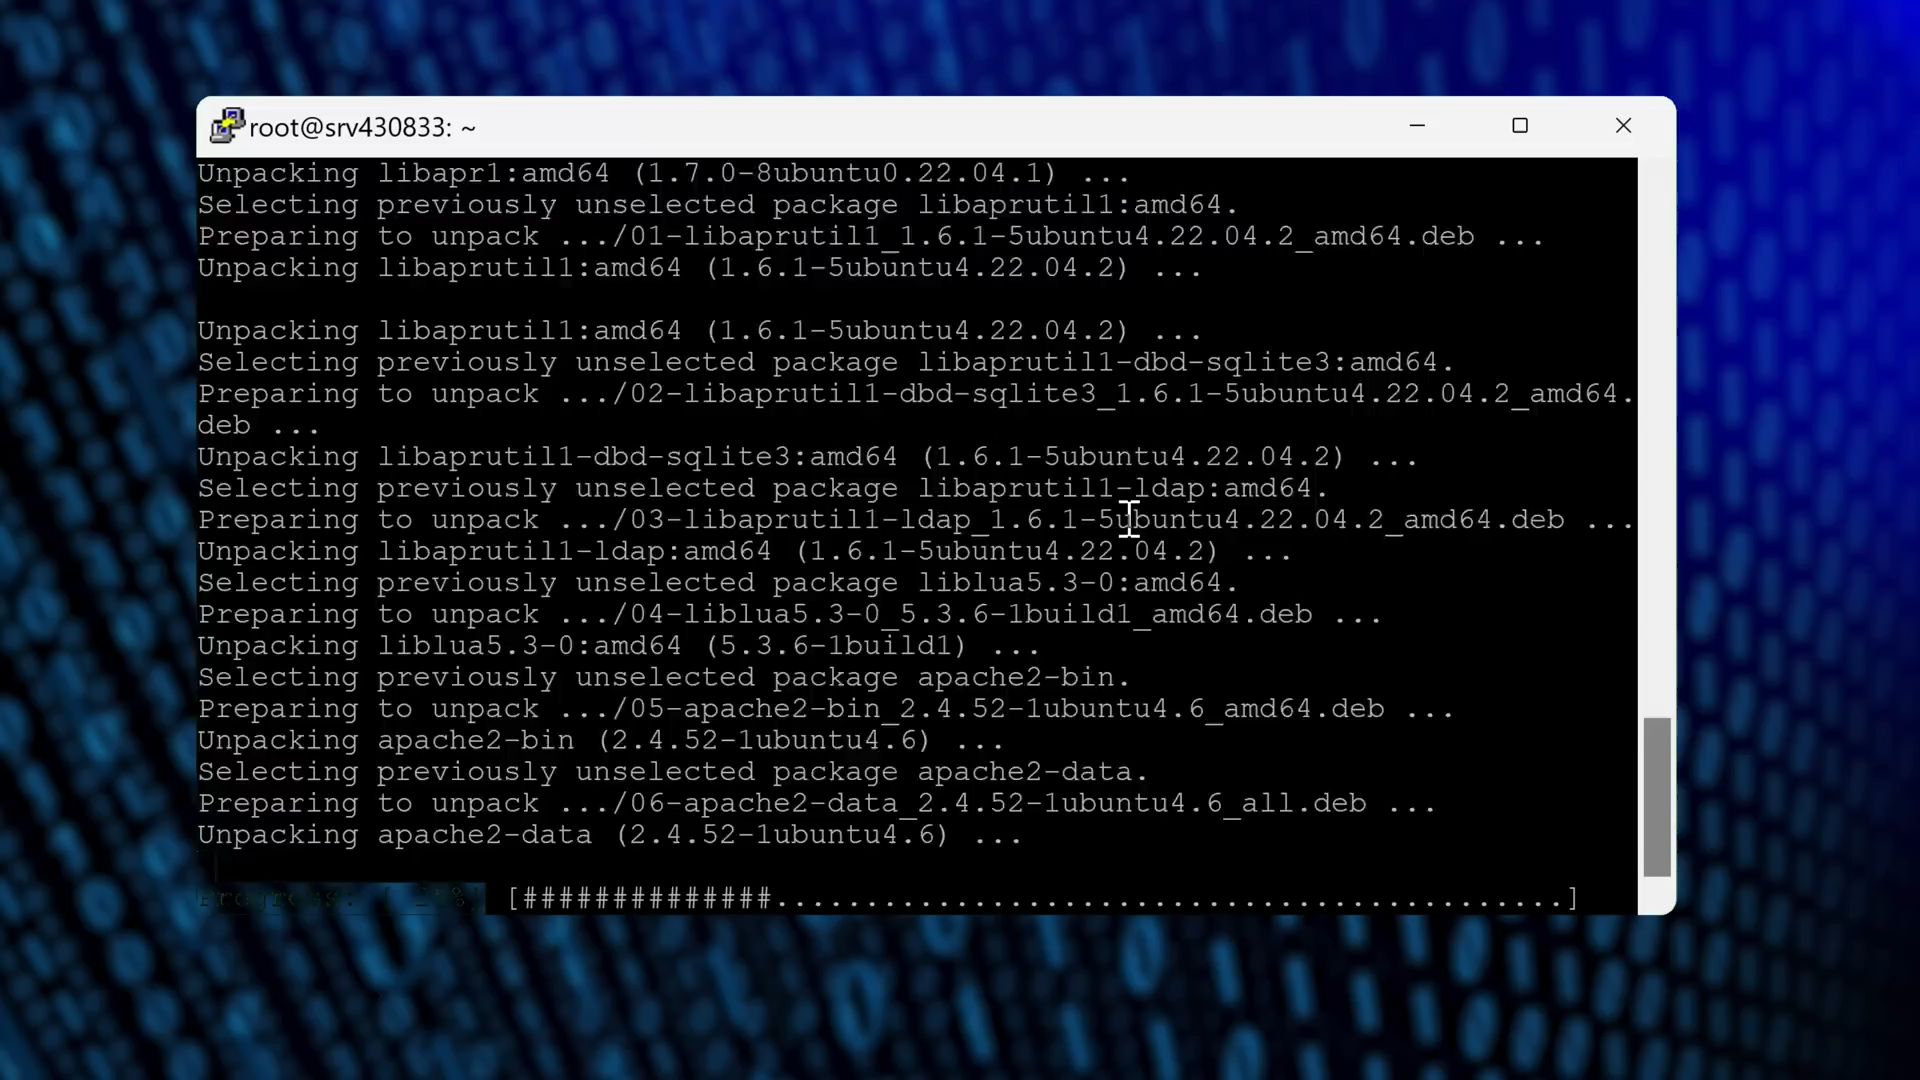 root@srv430833: ~
Unpacking libapr1:amd64 (1.7.0-8ubuntu0.22.04.1) ...
Selecting previously unselected package libaprutil1:amd64.
Preparing to unpack .../01-libaprutil1_1.6.1-5ubuntu4.22.04.2_amd64.deb ...
Unpacking libaprutil1:amd64 (1.6.1-5ubuntu4.22.04.2) ...
Unpacking libaprutil1:amd64 (1.6.1-5ubuntu4.22.04.2) ...
Selecting previously unselected package libaprutil1-dbd-sqlite3:amd64.
Preparing to unpack .../02-libaprutil1-dbd-sqlite3_1.6.1-5ubuntu4.22.04.2_amd64.
deb ...
Unpacking libaprutil1-dbd-sqlite3:amd64 (1.6.1-5ubuntu4.22.04.2) ...
Selecting previously unselected package libaprutil1-ldap:amd64.
Preparing to unpack .../03-libaprutil1-ldap_1.6.1-5ubuntu4.22.04.2_amd64.deb ...
Unpacking libaprutil1-ldap:amd64 (1.6.1-5ubuntu4.22.04.2) ...
Selecting previously unselected package liblua5.3-0:amd64.
Preparing to unpack .../04-liblua5.3-0_5.3.6-1build1_amd64.deb ...
Unpacking liblua5.3-0:amd64 (5.3.6-1build1) ...
Selecting previously unselected package apache2-bin.
Preparing to unpack .../05-apache2-bin_2.4.52-1ubuntu4.6_amd64.deb ...
Unpacking apache2-bin (2.4.52-1ubuntu4.6) ...
Selecting previously unselected package apache2-data.
Preparing to unpack .../06-apache2-data_2.4.52-1ubuntu4.6_all.deb ...
Unpacking apache2-data (2.4.52-1ubuntu4.6) ...
Progress: [##############............................................]